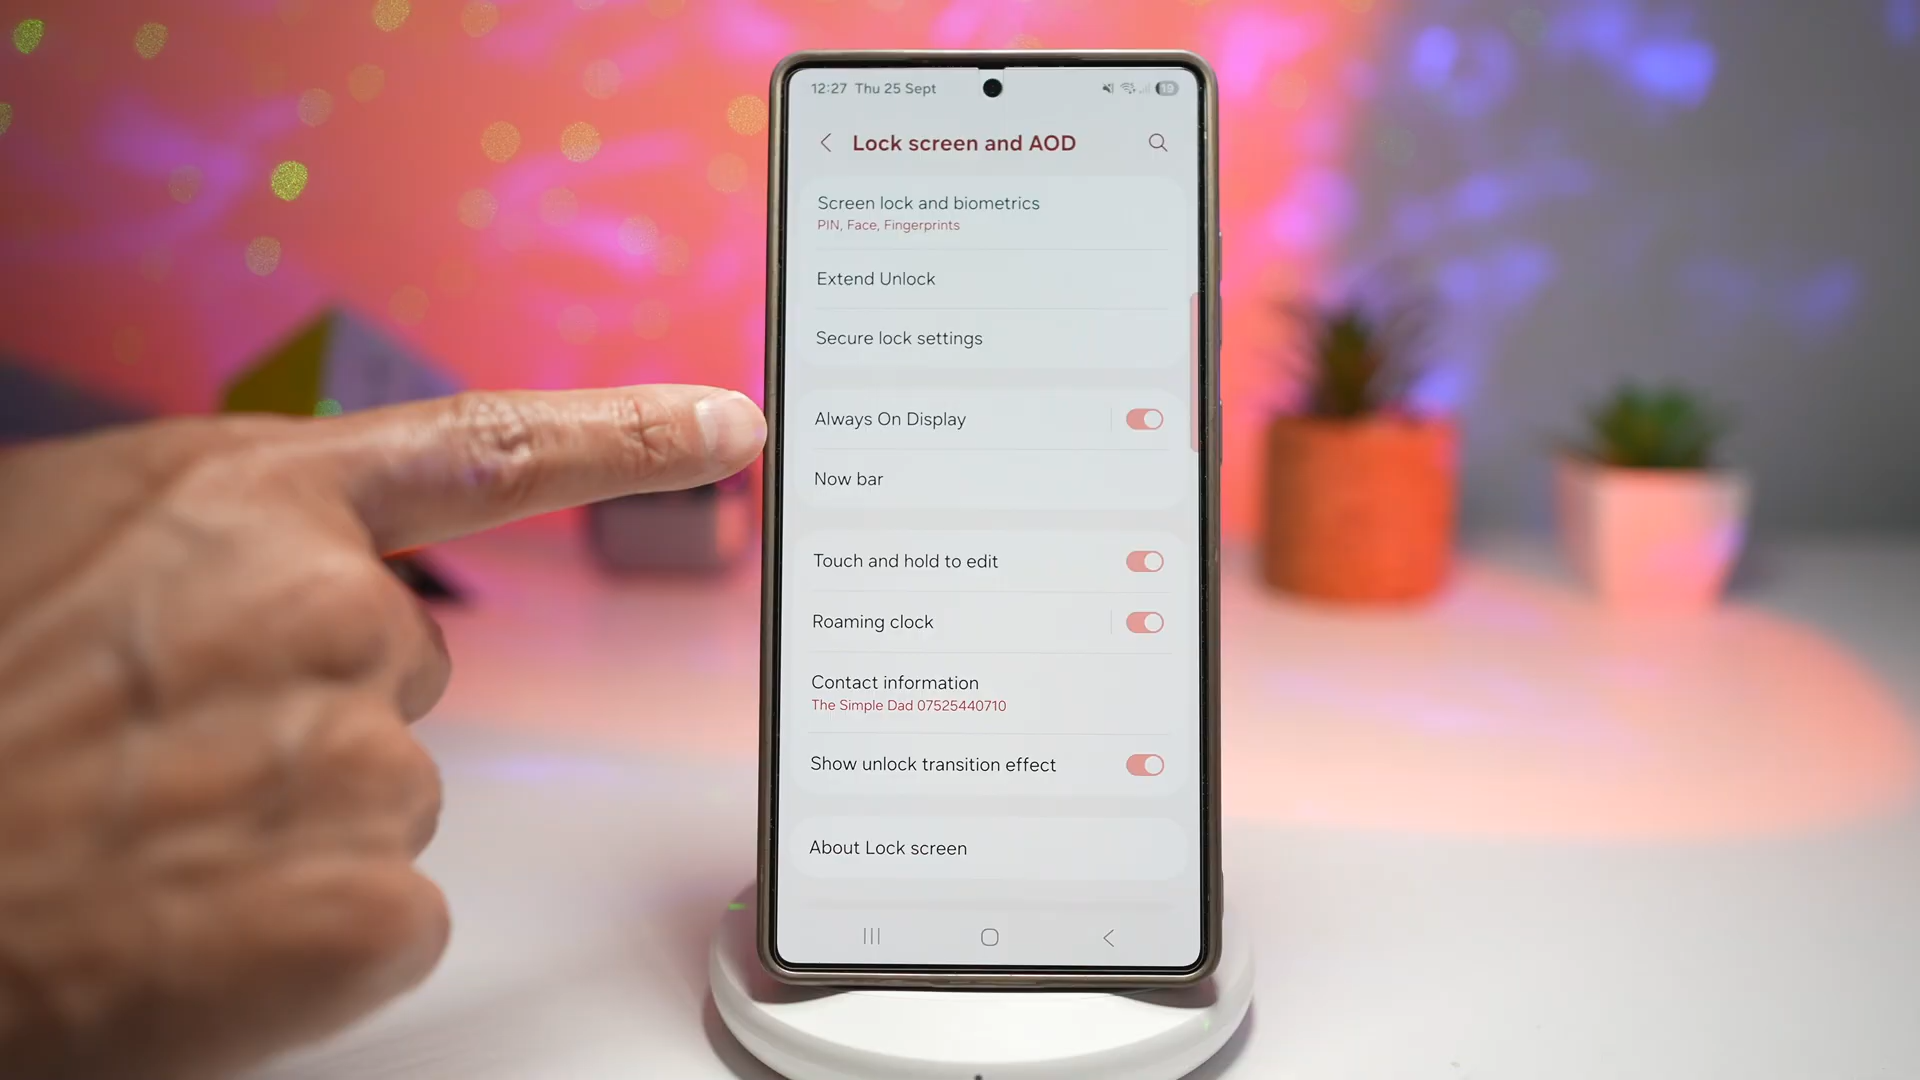 12:27 Thu 25 Sept
19
Lock screen and AOD
Screen lock and biometrics
PIN, Face, Fingerprints
Extend Unlock
Secure lock settings
Always On Display
Now bar
Touch and hold to edit
Roaming clock
Contact information
The Simple Dad 07525440710
Show unlock transition effect
About Lock screen